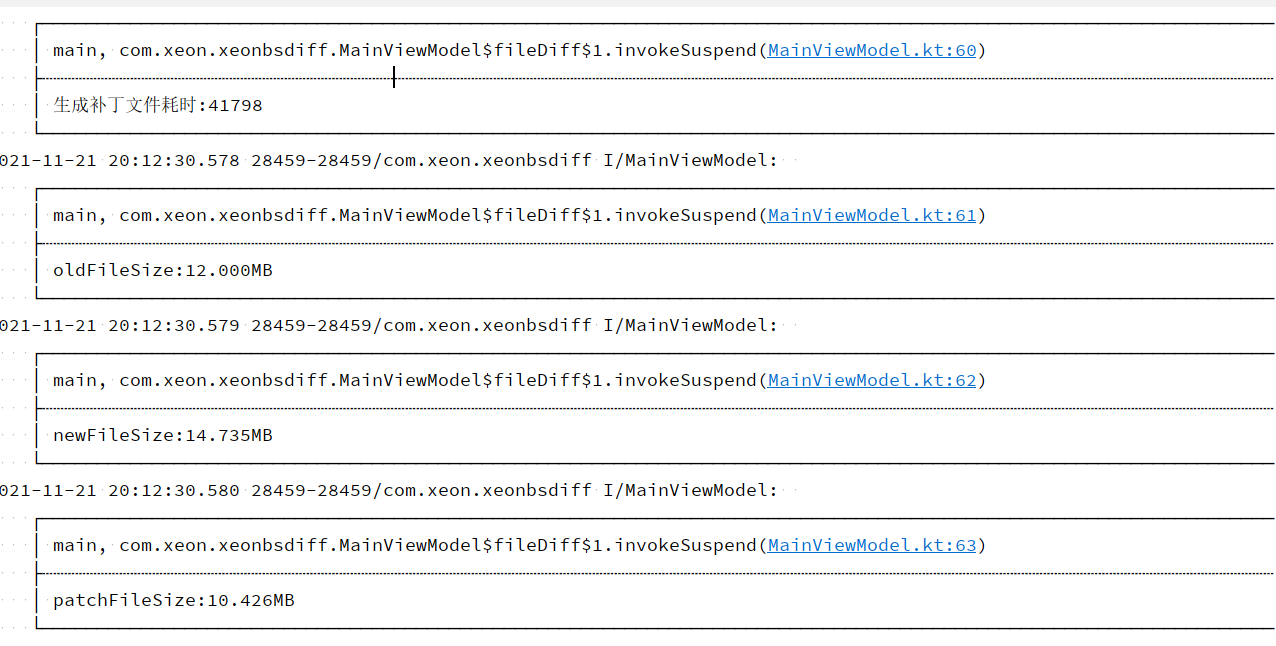 main, com.xeon.xeonbsdiff.MainViewModel$fileDiff$1.invokeSuspend(MainViewModel.kt:60)
生成补丁文件耗时:41798
021-11-21 20:12:30.578 28459-28459/com.xeon.xeonbsdiff I/MainViewModel:
main, com.xeon.xeonbsdiff.MainViewModel$fileDiff$1.invokeSuspend(MainViewModel.kt:61)
oldFileSize:12.000MB
021-11-21 20:12:30.579 28459-28459/com.xeon.xeonbsdiff I/MainViewModel:
main, com.xeon.xeonbsdiff.MainViewModel$fileDiff$1.invokeSuspend(MainViewModel.kt:62)
newFileSize:14.735MB
021-11-21 20:12:30.580 28459-28459/com.xeon.xeonbsdiff I/MainViewModel:
main, com.xeon.xeonbsdiff.MainViewModel$fileDiff$1.invokeSuspend(MainViewModel.kt:63)
patchFileSize:10.426MB